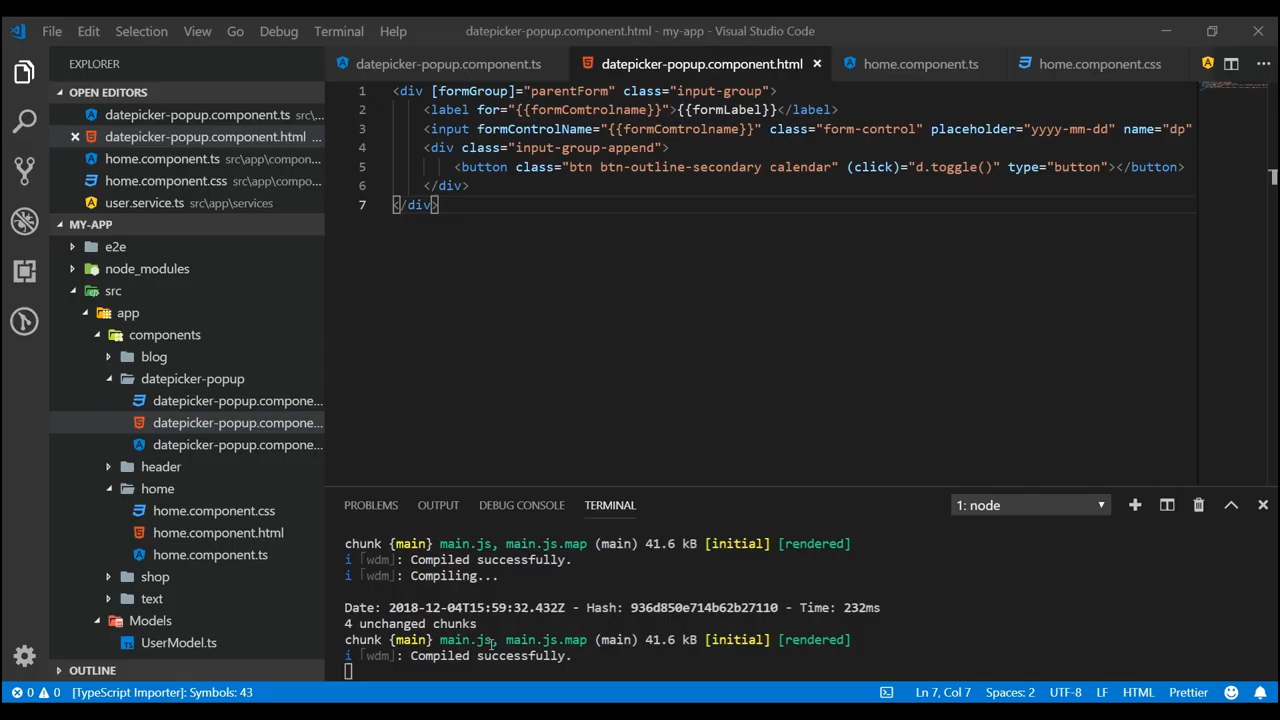 File Edit Selection View Go Debug Terminal Help datepicker-popup.component.html - my-app - Visual Studio Code
EXPLORER
datepicker-popup.component.ts datepicker-popup.component.html home.component.ts home.component.css
OPEN EDITORS
datepicker-popup.component.ts src\...
datepicker-popup.component.html ...
home.component.ts src\app\compon...
home.component.css src\app\compo...
user.service.ts src\app\services
MY-APP
e2e
node_modules
src
app
components
blog
datepicker-popup
datepicker-popup.compone...
datepicker-popup.compone...
datepicker-popup.compone...
header
home
home.component.css
home.component.html
home.component.ts
shop
text
Models
UserModel.ts
OUTLINE
1 <div [formGroup]="parentForm" class="input-group">
2 <label for="{{formComtrolname}}">{{formLabel}}</label>
3 <input formControlName="{{formComtrolname}}" class="form-control" placeholder="yyyy-mm-dd" name="dp"
4 <div class="input-group-append">
5 <button class="btn btn-outline-secondary calendar" (click)="d.toggle()" type="button"></button>
6 </div>
7 </div>
PROBLEMS OUTPUT DEBUG CONSOLE TERMINAL 1: node
chunk {main} main.js, main.js.map (main) 41.6 kB [initial] [rendered]
i ｢wdm｣: Compiled successfully.
i ｢wdm｣: Compiling...
Date: 2018-12-04T15:59:32.432Z - Hash: 936d850e714b62b27110 - Time: 232ms
4 unchanged chunks
chunk {main} main.js, main.js.map (main) 41.6 kB [initial] [rendered]
i ｢wdm｣: Compiled successfully.
0 0 [TypeScript Importer]: Symbols: 43 Ln 7, Col 7 Spaces: 2 UTF-8 LF HTML Prettier